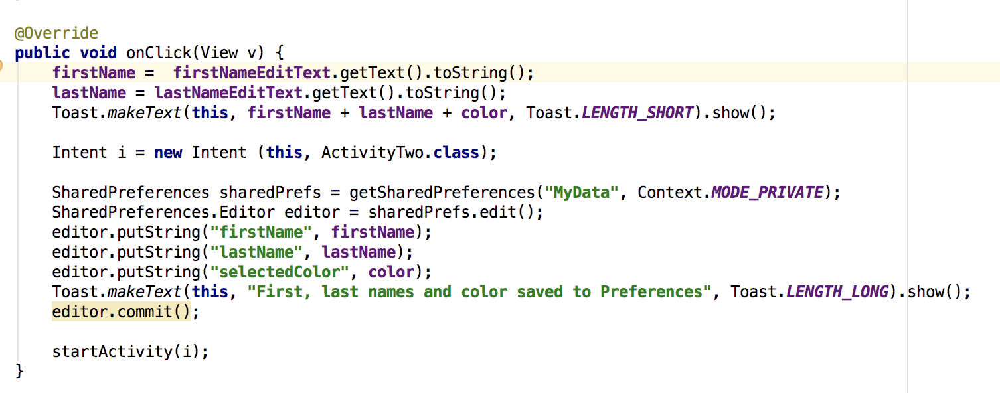 @Override
public void onClick(View v) {
    firstName =  firstNameEditText.getText().toString();
    lastName = lastNameEditText.getText().toString();
    Toast.makeText(this, firstName + lastName + color, Toast.LENGTH_SHORT).show();

    Intent i = new Intent (this, ActivityTwo.class);

    SharedPreferences sharedPrefs = getSharedPreferences("MyData", Context.MODE_PRIVATE);
    SharedPreferences.Editor editor = sharedPrefs.edit();
    editor.putString("firstName", firstName);
    editor.putString("lastName", lastName);
    editor.putString("selectedColor", color);
    Toast.makeText(this, "First, last names and color saved to Preferences", Toast.LENGTH_LONG).show();
    editor.commit();

    startActivity(i);
}